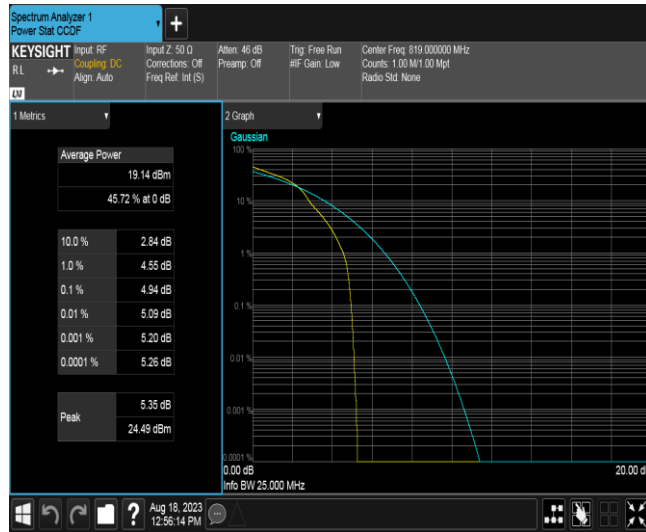 Spectrum Analyzer 1
Power Stat CCDF
KEYSIGHT
RL
LXI
Input: RF
Coupling: DC
Align: Auto
Input Z: 50 Ω
Corrections: Off
Freq Ref: Int (S)
Atten: 46 dB
Preamp: Off
Trig: Free Run
#IF Gain: Low
Center Freq: 819.000000 MHz
Counts: 1.00 M/1.00 Mpt
Radio Std: None
1 Metrics
Average Power
19.14 dBm
45.72 % at 0 dB
10.0 % 2.84 dB
1.0 % 4.55 dB
0.1 % 4.94 dB
0.01 % 5.09 dB
0.001 % 5.20 dB
0.0001 % 5.26 dB
Peak
5.35 dB
24.49 dBm
2 Graph
Gaussian
100 %
10 %
1 %
0.1 %
0.01 %
0.001 %
0.0001 %
0.00 dB
20.00 d
Info BW 25.000 MHz
?
Aug 18, 2023
12:56:14 PM